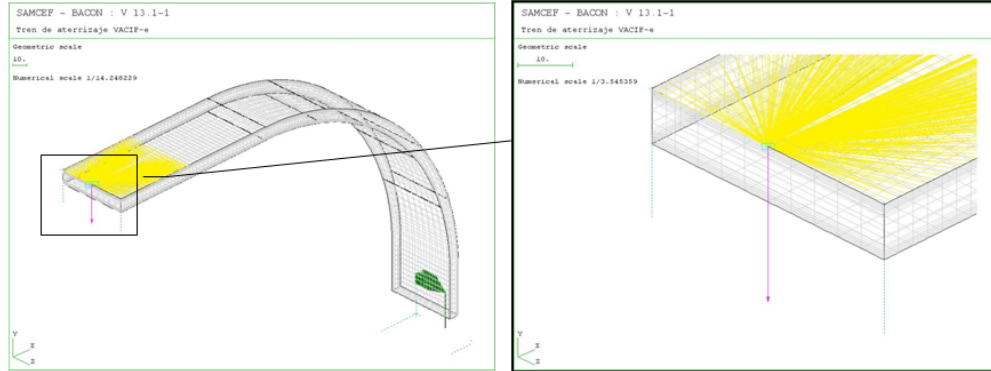 SAMCEF - BACON : V 13.1-1
Tren de aterrizaje VACIF-e
Geometric scale
10.
Numerical scale 1/14.248229
Y
X
Z
SAMCEF - BACON : V 13.1-1
Tren de aterrizaje VACIF-e
Geometric scale
10.
Numerical scale 1/3.545359
Y
X
Z